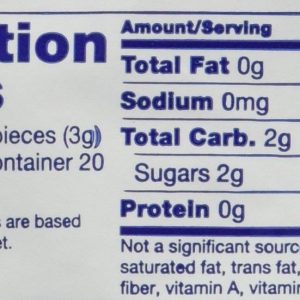 tion
s
pieces (3g)
ontainer 20
s are based
et.
Amount/Serving
Total Fat 0g
Sodium 0mg
Total Carb. 2g
Sugars 2g
Protein 0g
Not a significant sourc
saturated fat, trans fat,
fiber, vitamin A, vitami